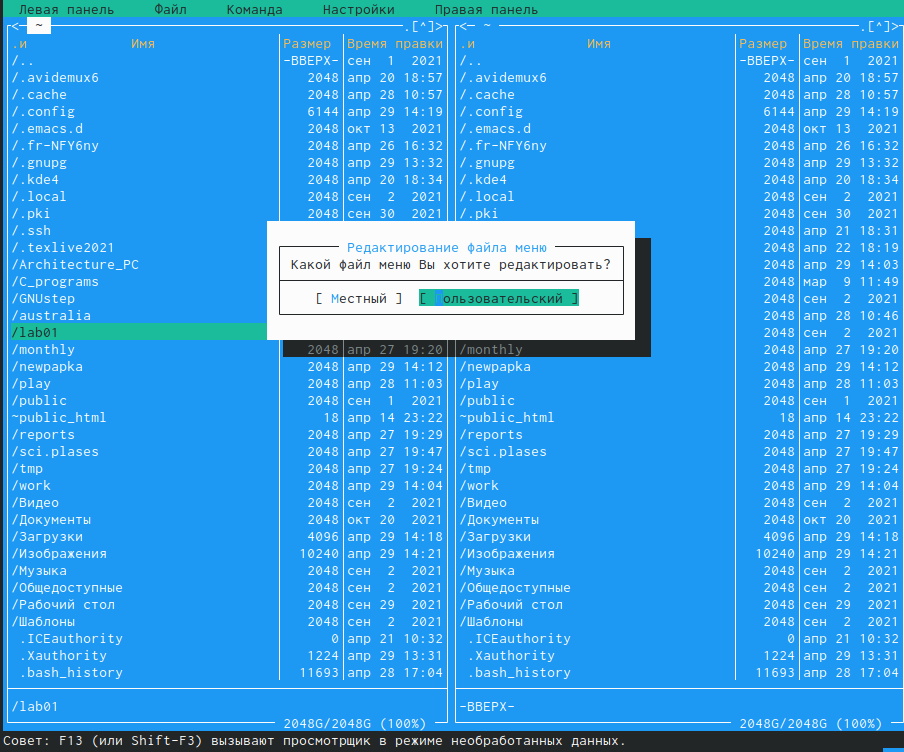 Левая панель Файл Команда Настройки Правая панель
<─ ~ .[^]> <─ ~ .[^]>
.и Имя Размер Время правки .и Имя Размер Время правки
/.. -ВВЕРХ- сен 1 2021 /.. -ВВЕРХ- сен 1 2021
/.avidemux6 2048 апр 20 18:57 /.avidemux6 2048 апр 20 18:57
/.cache 2048 апр 28 10:57 /.cache 2048 апр 28 10:57
/.config 6144 апр 29 14:19 /.config 6144 апр 29 14:19
/.emacs.d 2048 окт 13 2021 /.emacs.d 2048 окт 13 2021
/.fr-NFY6ny 2048 апр 26 16:32 /.fr-NFY6ny 2048 апр 26 16:32
/.gnupg 2048 апр 29 13:32 /.gnupg 2048 апр 29 13:32
/.kde4 2048 апр 20 18:34 /.kde4 2048 апр 20 18:34
/.local 2048 сен 2 2021 /.local 2048 сен 2 2021
/.pki 2048 сен 30 2021 /.pki 2048 сен 30 2021
/.ssh 2048 апр 21 18:31
/.texlive2021 Редактирование файла меню 2048 апр 22 18:19
/Architecture_PC Какой файл меню Вы хотите редактировать? 2048 апр 29 14:03
/C_programs 2048 мар 9 11:49
/GNUstep [ Местный ] [ ользовательский ] 2048 сен 2 2021
/australia 2048 апр 28 10:46
/lab01 2048 сен 2 2021
/monthly 2048 апр 27 19:20 /monthly 2048 апр 27 19:20
/newpapka 2048 апр 29 14:12 /newpapka 2048 апр 29 14:12
/play 2048 апр 28 11:03 /play 2048 апр 28 11:03
/public 2048 сен 1 2021 /public 2048 сен 1 2021
~public_html 18 апр 14 23:22 ~public_html 18 апр 14 23:22
/reports 2048 апр 27 19:29 /reports 2048 апр 27 19:29
/sci.plases 2048 апр 27 19:47 /sci.plases 2048 апр 27 19:47
/tmp 2048 апр 27 19:24 /tmp 2048 апр 27 19:24
/work 2048 апр 29 14:04 /work 2048 апр 29 14:04
/Видео 2048 сен 2 2021 /Видео 2048 сен 2 2021
/Документы 2048 окт 20 2021 /Документы 2048 окт 20 2021
/Загрузки 4096 апр 29 14:18 /Загрузки 4096 апр 29 14:18
/Изображения 10240 апр 29 14:21 /Изображения 10240 апр 29 14:21
/Музыка 2048 сен 2 2021 /Музыка 2048 сен 2 2021
/Общедоступные 2048 сен 2 2021 /Общедоступные 2048 сен 2 2021
/Рабочий стол 2048 сен 29 2021 /Рабочий стол 2048 сен 29 2021
/Шаблоны 2048 сен 2 2021 /Шаблоны 2048 сен 2 2021
.ICEauthority 0 апр 21 10:32 .ICEauthority 0 апр 21 10:32
.Xauthority 1224 апр 29 13:31 .Xauthority 1224 апр 29 13:31
.bash_history 11693 апр 28 17:04 .bash_history 11693 апр 28 17:04
/lab01 -ВВЕРХ-
2048G/2048G (100%) 2048G/2048G (100%)
Совет: F13 (или Shift-F3) вызывают просмотрщик в режиме необработанных данных.